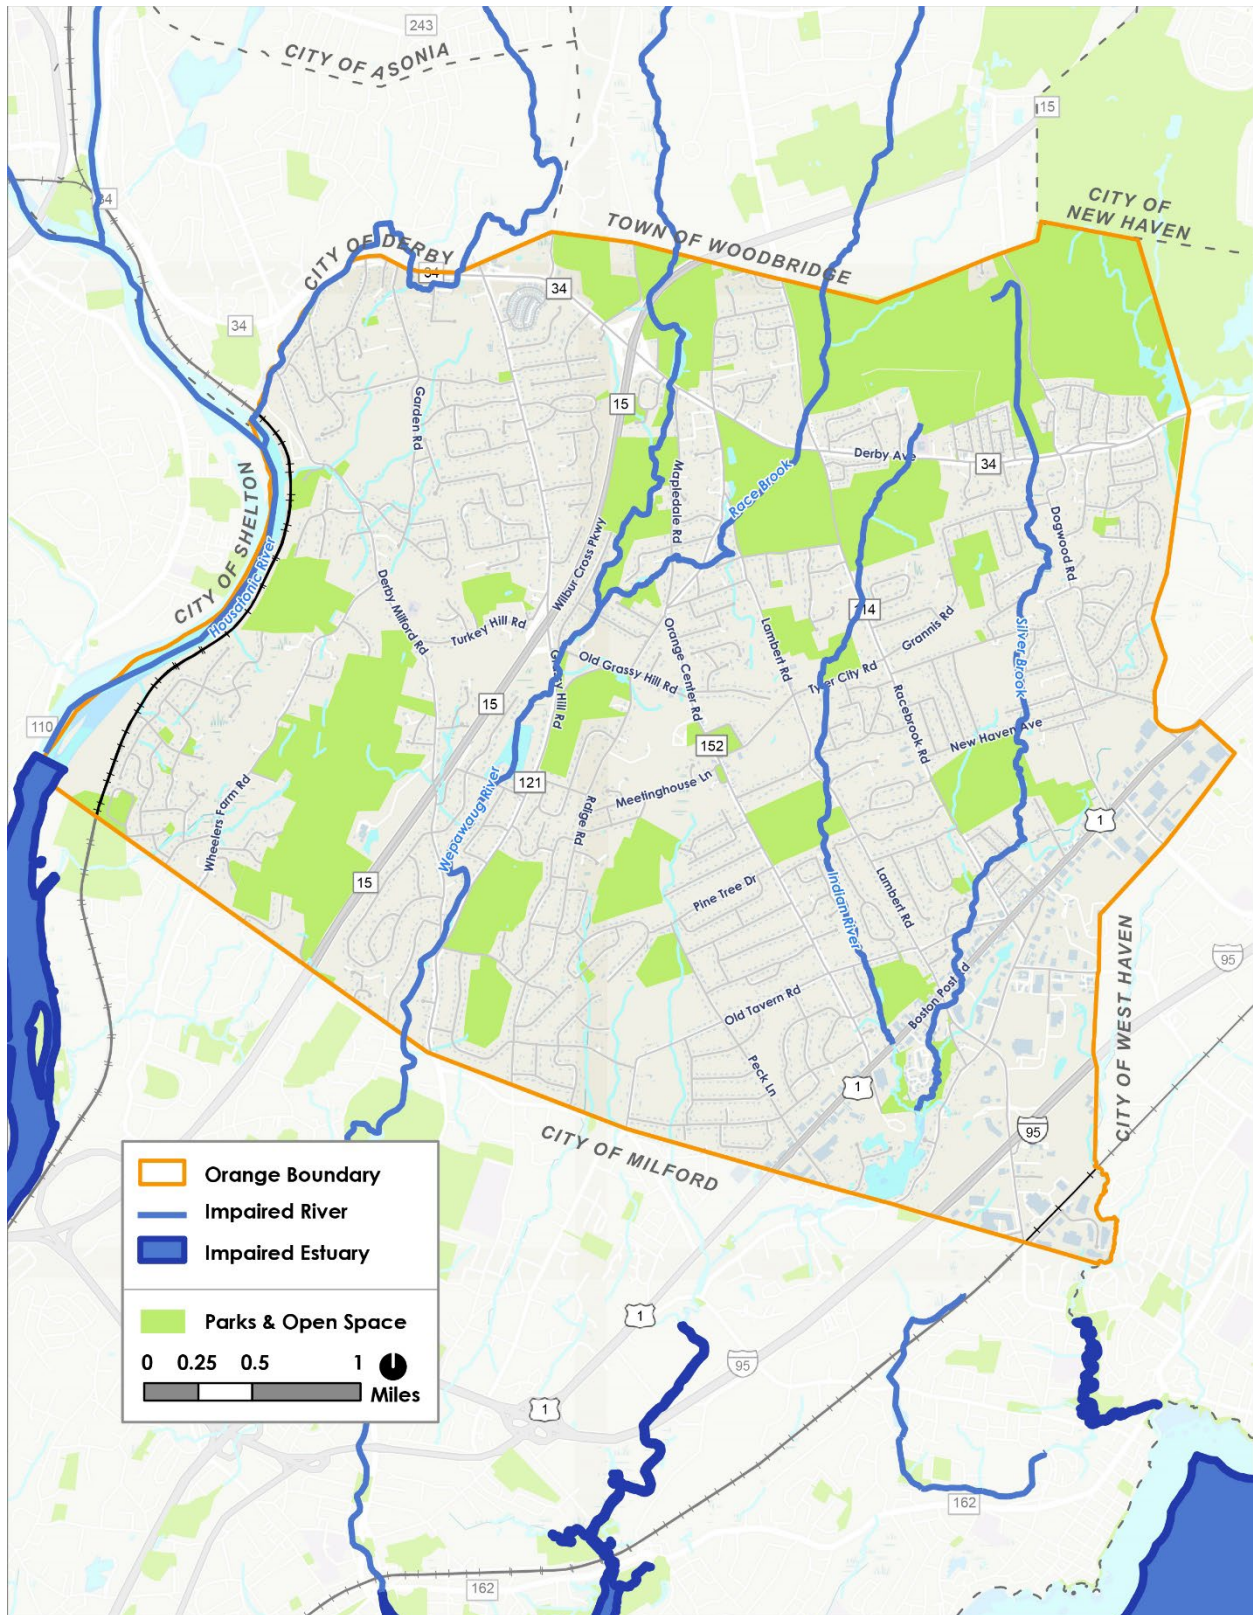 243
CITY OF ASONIA
15
34
CITY OF
NEW HAVEN
TOWN OF WOODBRIDGE
CITY OF DERBY
34
34
34
15
Garden Rd
Derby Ave
34
Mapledale Rd
Race Brook
CITY OF SHELTON
Dogwood Rd
Wilbur Cross Pkwy
Housatonic River
Derby Milford Rd
Turkey Hill Rd
114
Grannis Rd
Orange Center Rd
Lambert Rd
Silver Brook
Old Grassy Hill Rd
Tyler City Rd
Grassy Hill Rd
15
110
Racebrook Rd
New Haven Ave
152
121
Meetinghouse Ln
Wepawaug River
Wheelers Farm Rd
Rdige Rd
1
15
Pine Tree Dr
Lambert Rd
Indian River
95
Boston Post Rd
Old Tavern Rd
CITY OF WEST HAVEN
Peck Ln
1
95
CITY OF MILFORD
Orange Boundary
Impaired River
Impaired Estuary
Parks & Open Space
0 0.25 0.5 1
Miles
1
95
1
162
162